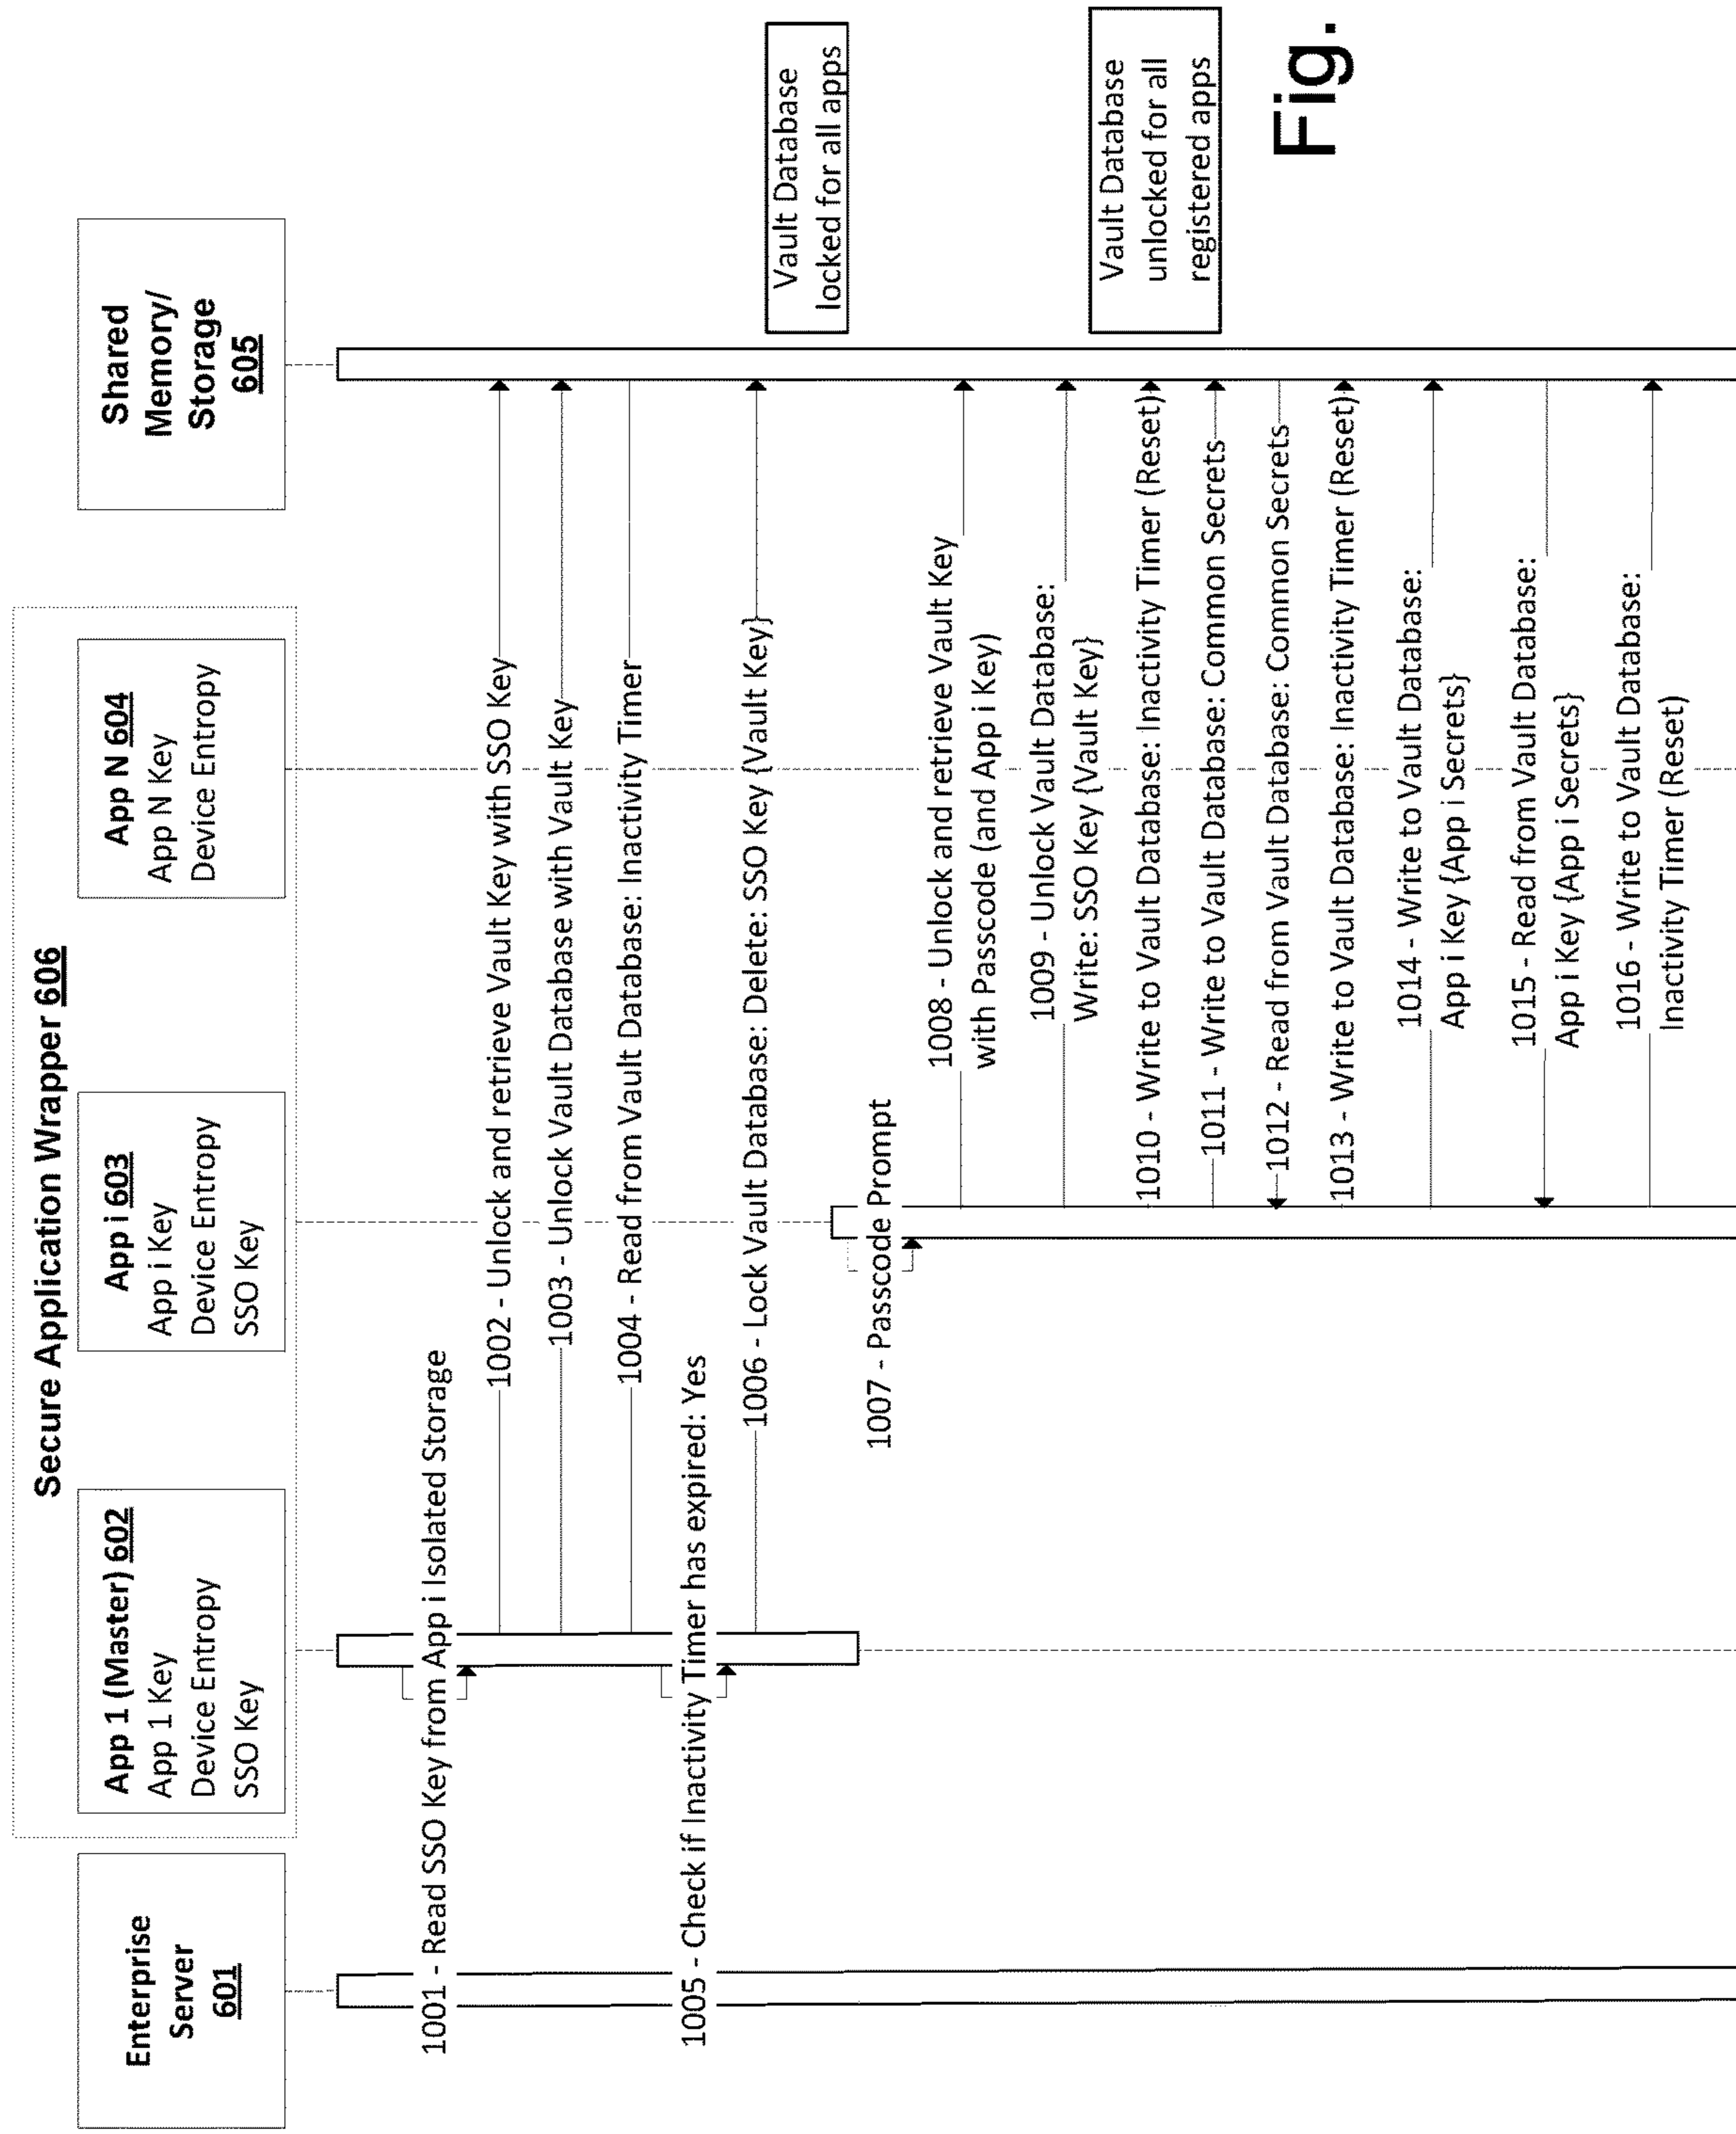 Secure Application Wrapper 606
Enterprise
Server
601
App 1 (Master) 602
App 1 Key
Device Entropy
SSO Key
App i 603
App i Key
Device Entropy
SSO Key
App N 604
App N Key
Device Entropy
Shared
Memory/
Storage
605
1001 - Read SSO Key from App i Isolated Storage
1002 - Unlock and retrieve Vault Key with SSO Key
1003 - Unlock Vault Database with Vault Key
1004 - Read from Vault Database: Inactivity Timer
1005 - Check if Inactivity Timer has expired: Yes
1006 - Lock Vault Database: Delete: SSO Key {Vault Key}
Vault Database
locked for all apps
1007 - Passcode Prompt
1008 - Unlock and retrieve Vault Key
with Passcode (and App i Key)
1009 - Unlock Vault Database:
Write: SSO Key {Vault Key}
Vault Database
unlocked for all
registered apps
1010 - Write to Vault Database: Inactivity Timer (Reset)
1011 - Write to Vault Database: Common Secrets
1012 - Read from Vault Database: Common Secrets
1013 - Write to Vault Database: Inactivity Timer (Reset)
1014 - Write to Vault Database:
App i Key {App i Secrets}
1015 - Read from Vault Database:
App i Key {App i Secrets}
1016 - Write to Vault Database:
Inactivity Timer (Reset)
Fig.